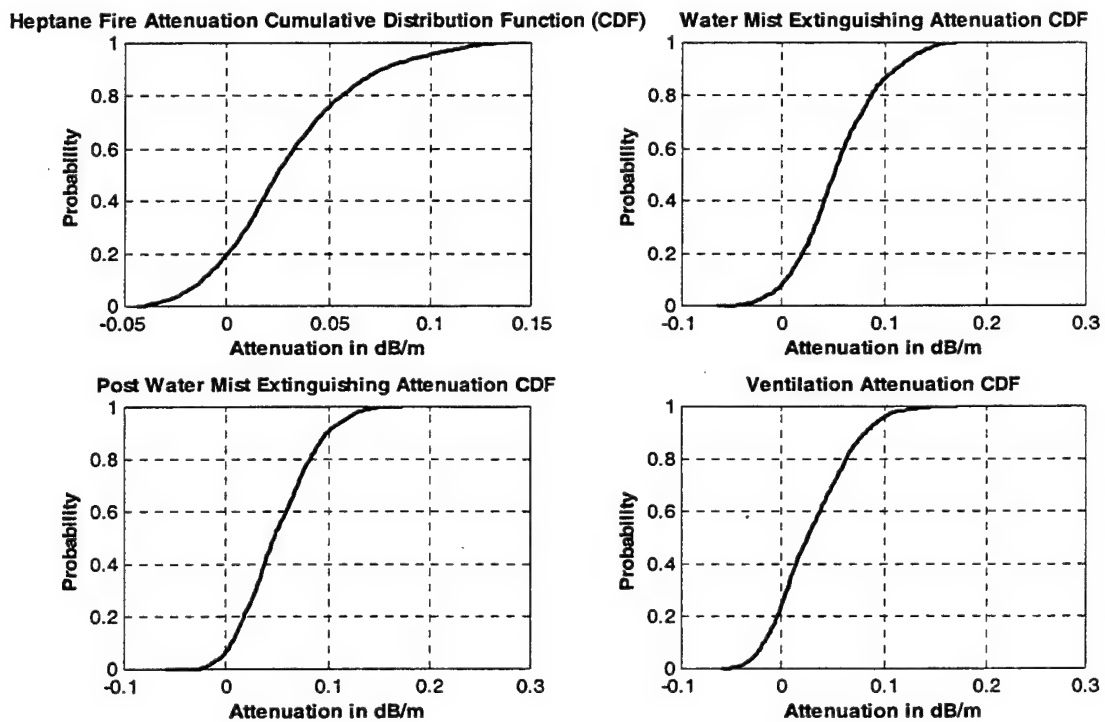 Heptane Fire Attenuation Cumulative Distribution Function (CDF)
1
0.8
0.6
0.4
0.2
0
Probability
-0.05 0 0.05 0.1 0.15
Attenuation in dB/m
Water Mist Extinguishing Attenuation CDF
1
0.8
0.6
0.4
0.2
0
Probability
-0.1 0 0.1 0.2 0.3
Attenuation in dB/m
Post Water Mist Extinguishing Attenuation CDF
1
0.8
0.6
0.4
0.2
0
Probability
-0.1 0 0.1 0.2 0.3
Attenuation in dB/m
Ventilation Attenuation CDF
1
0.8
0.6
0.4
0.2
0
Probability
-0.1 0 0.1 0.2 0.3
Attenuation in dB/m